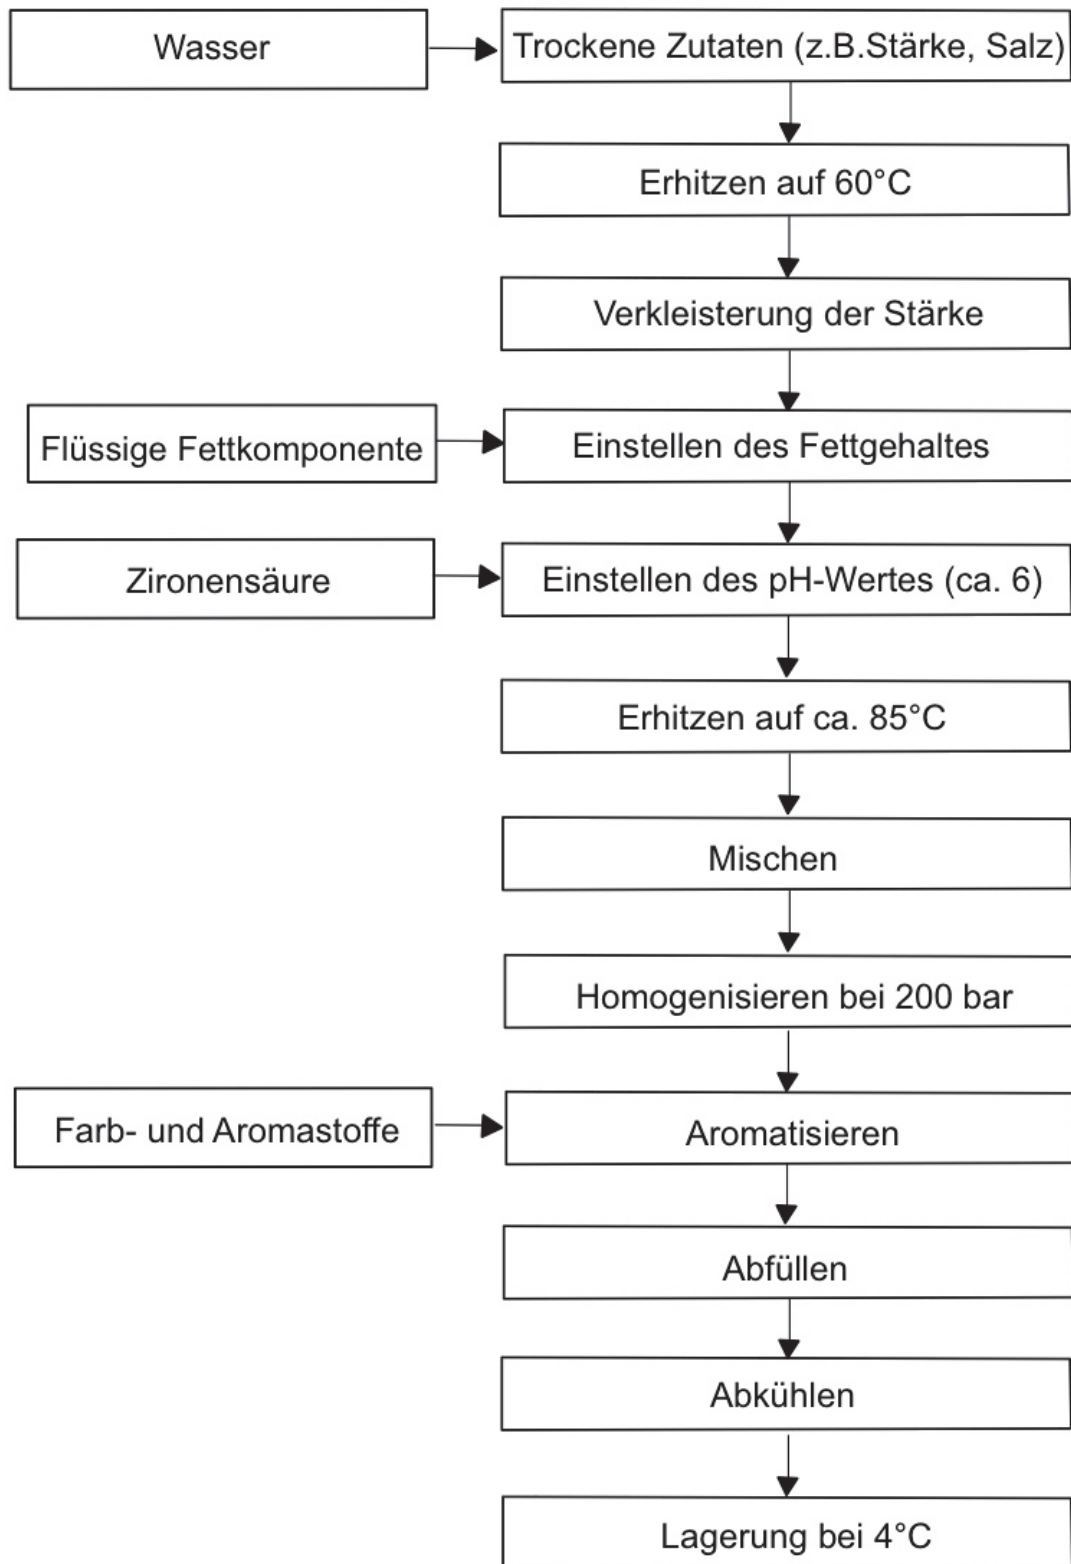 Wasser
Trockene Zutaten (z.B.Stärke, Salz)
Erhitzen auf 60°C
Verkleisterung der Stärke
Flüssige Fettkomponente
Einstellen des Fettgehaltes
Zironensäure
Einstellen des pH-Wertes (ca. 6)
Erhitzen auf ca. 85°C
Mischen
Homogenisieren bei 200 bar
Farb- und Aromastoffe
Aromatisieren
Abfüllen
Abkühlen
Lagerung bei 4°C